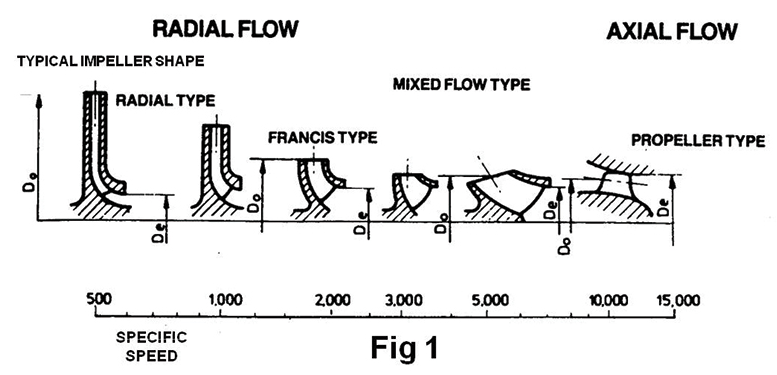 RADIAL FLOW
AXIAL FLOW
TYPICAL IMPELLER SHAPE
RADIAL TYPE
MIXED FLOW TYPE
FRANCIS TYPE
PROPELLER TYPE
Do
De
Do
De
Do
De
Do
De
500 1,000 2,000 3,000 5,000 10,000 15,000
SPECIFIC
SPEED
Fig 1